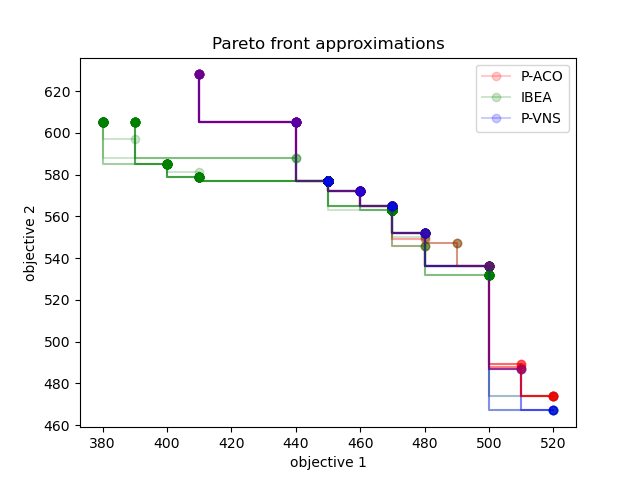 Pareto front approximations
P-ACO
IBEA
P-VNS
objective 2
620
600
580
560
540
520
500
480
460
380 400 420 440 460 480 500 520
objective 1